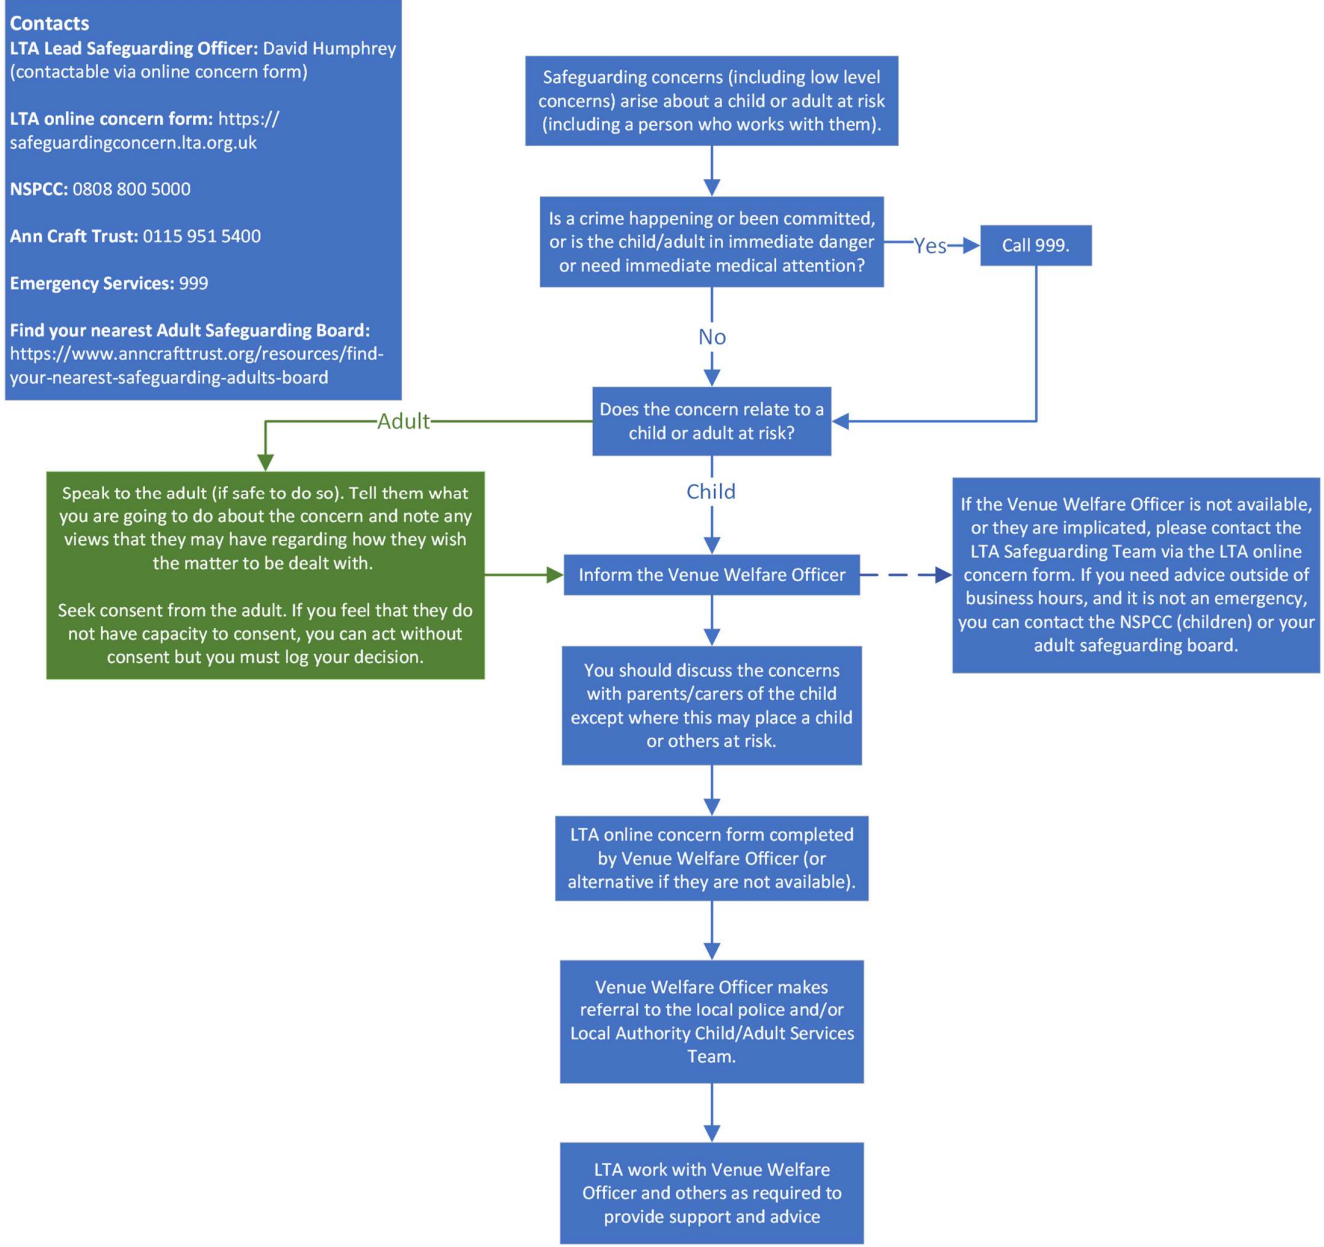 Contacts
LTA Lead Safeguarding Officer: David Humphrey
(contactable via online concern form)
LTA online concern form: https://
safeguardingconcern.lta.org.uk
NSPCC: 0808 800 5000
Ann Craft Trust: 0115 951 5400
Emergency Services: 999
Find your nearest Adult Safeguarding Board:
https://www.anncrafttrust.org/resources/find-
your-nearest-safeguarding-adults-board
Safeguarding concerns (including low level
concerns) arise about a child or adult at risk
(including a person who works with them).
Is a crime happening or been committed,
or is the child/adult in immediate danger
or need immediate medical attention?
Yes
Call 999.
No
Does the concern relate to a
child or adult at risk?
Adult
Speak to the adult (if safe to do so). Tell them what
you are going to do about the concern and note any
views that they may have regarding how they wish
the matter to be dealt with.
Seek consent from the adult. If you feel that they do
not have capacity to consent, you can act without
consent but you must log your decision.
Child
Inform the Venue Welfare Officer
If the Venue Welfare Officer is not available,
or they are implicated, please contact the
LTA Safeguarding Team via the LTA online
concern form. If you need advice outside of
business hours, and it is not an emergency,
you can contact the NSPCC (children) or your
adult safeguarding board.
You should discuss the concerns
with parents/carers of the child
except where this may place a child
or others at risk.
LTA online concern form completed
by Venue Welfare Officer (or
alternative if they are not available).
Venue Welfare Officer makes
referral to the local police and/or
Local Authority Child/Adult Services
Team.
LTA work with Venue Welfare
Officer and others as required to
provide support and advice